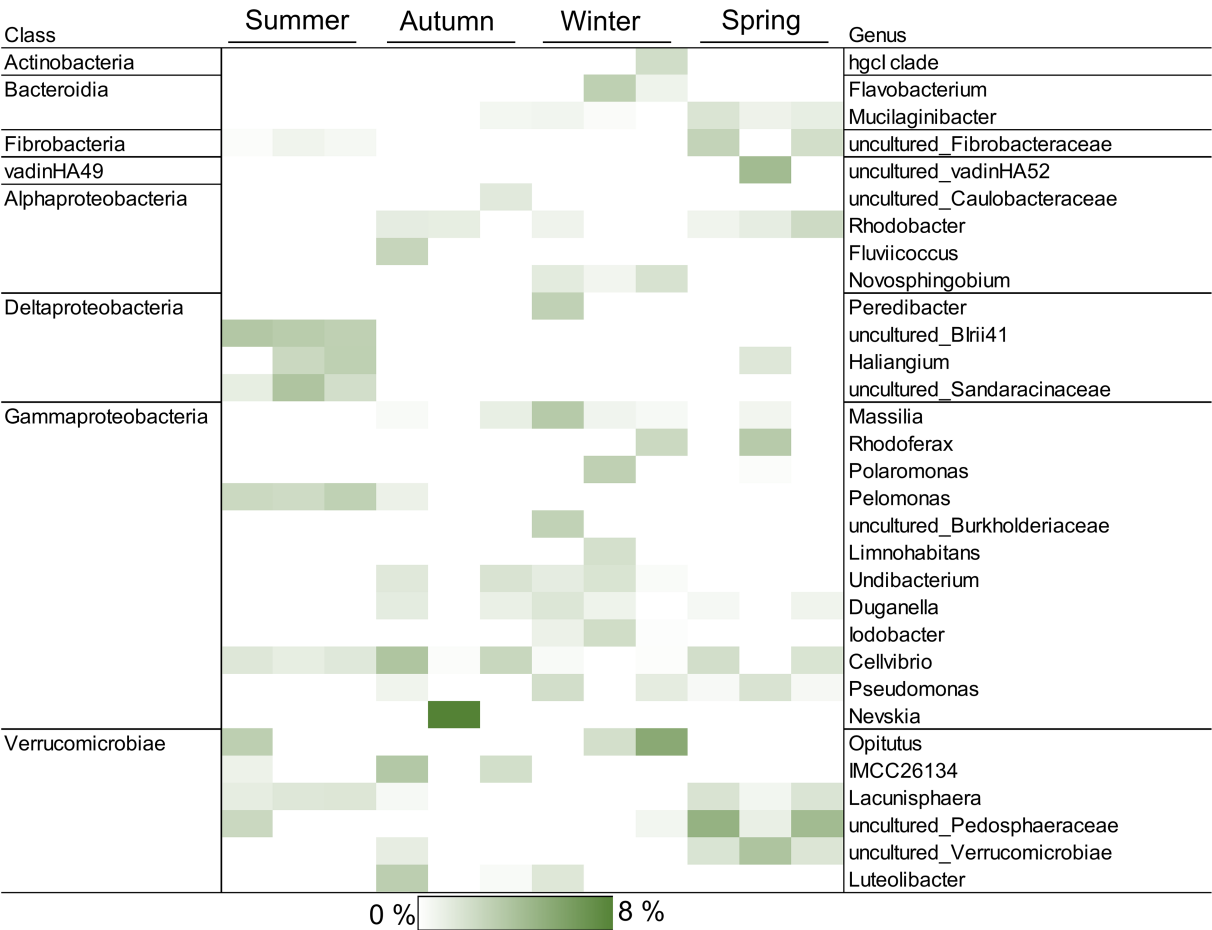 Summer Autumn Winter Spring
Class Genus
Actinobacteria hgcI clade
Bacteroidia Flavobacterium
Mucilaginibacter
Fibrobacteria uncultured_Fibrobacteraceae
vadinHA49 uncultured_vadinHA52
Alphaproteobacteria uncultured_Caulobacteraceae
Rhodobacter
Fluviicoccus
Novosphingobium
Deltaproteobacteria Peredibacter
uncultured_BIrii41
Haliangium
uncultured_Sandaracinaceae
Gammaproteobacteria Massilia
Rhodoferax
Polaromonas
Pelomonas
uncultured_Burkholderiaceae
Limnohabitans
Undibacterium
Duganella
Iodobacter
Cellvibrio
Pseudomonas
Nevskia
Verrucomicrobiae Opitutus
IMCC26134
Lacunisphaera
uncultured_Pedosphaeraceae
uncultured_Verrucomicrobiae
Luteolibacter
0 % 8 %